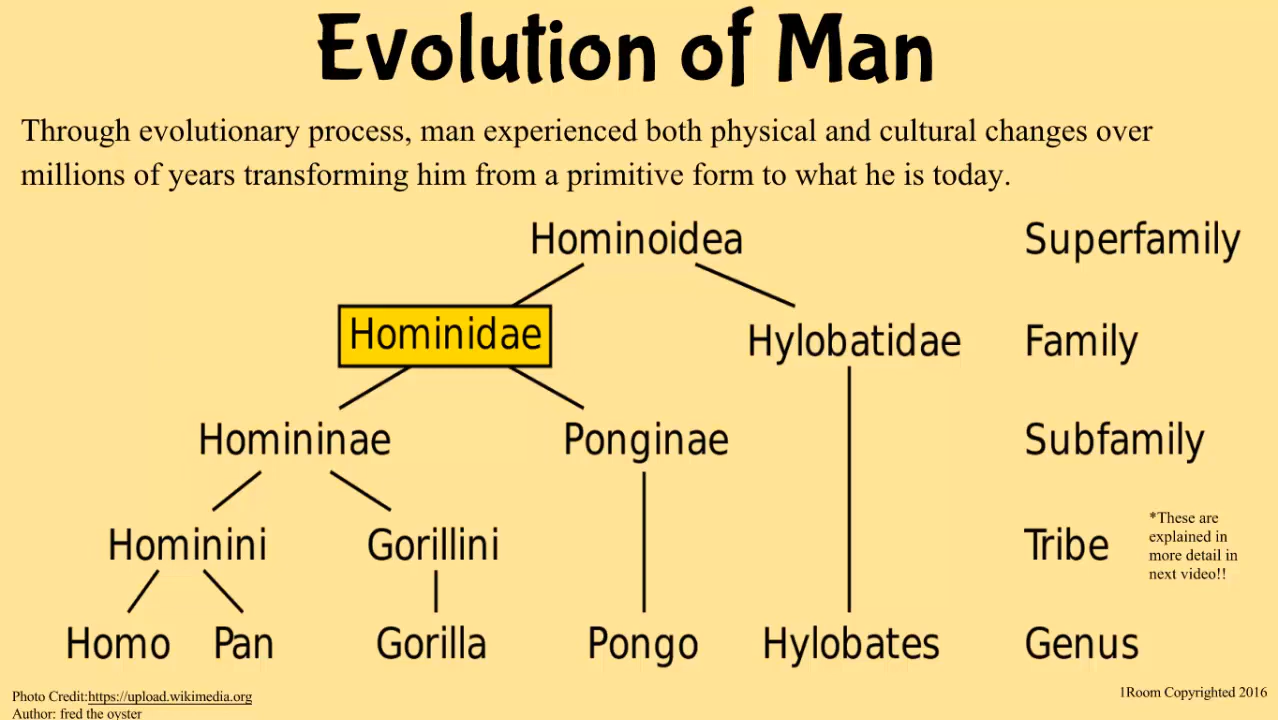 Evolution of Man
Through evolutionary process, man experienced both physical and cultural changes over
millions of years transforming him from a primitive form to what he is today.
Hominoidea Superfamily
Hominidae Hylobatidae Family
Homininae Ponginae Subfamily
Hominini Gorillini Tribe
*These are
explained in
more detail in
next video!!
Homo Pan Gorilla Pongo Hylobates Genus
Photo Credit:https://upload.wikimedia.org
Author: fred the oyster
1Room Copyrighted 2016